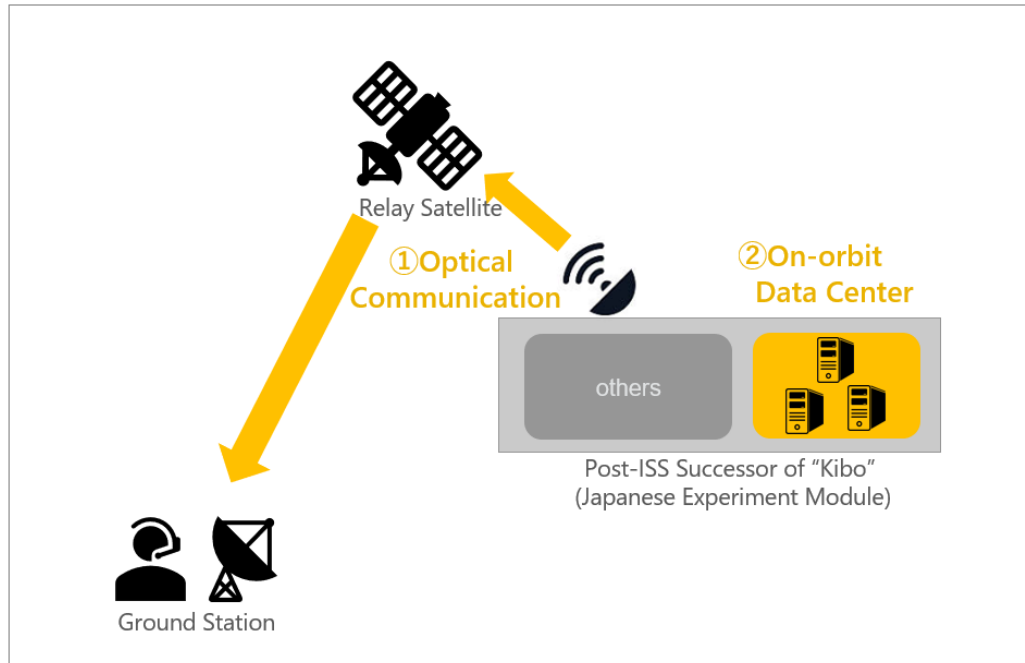 Relay Satellite
①Optical
Communication
②On-orbit
Data Center
others
Post-ISS Successor of “Kibo”
(Japanese Experiment Module)
Ground Station